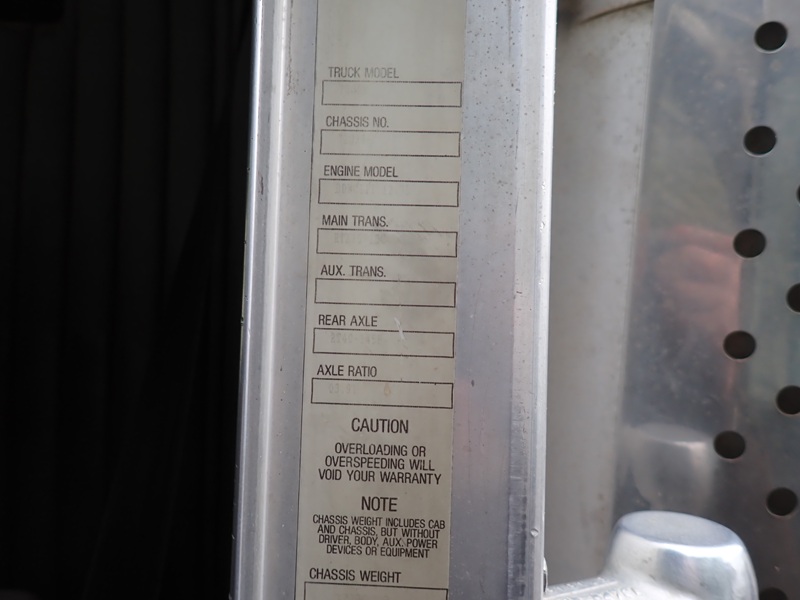 TRUCK MODEL
CHASSIS NO.
ENGINE MODEL
MAIN TRANS.
AUX. TRANS.
REAR AXLE
AXLE RATIO
CAUTION
OVERLOADING OR
OVERSPEEDING WILL
VOID YOUR WARRANTY
NOTE
CHASSIS WEIGHT INCLUDES CAB
AND CHASSIS, BUT WITHOUT
DRIVER, BODY, AUX. POWER
DEVICES OR EQUIPMENT
CHASSIS WEIGHT